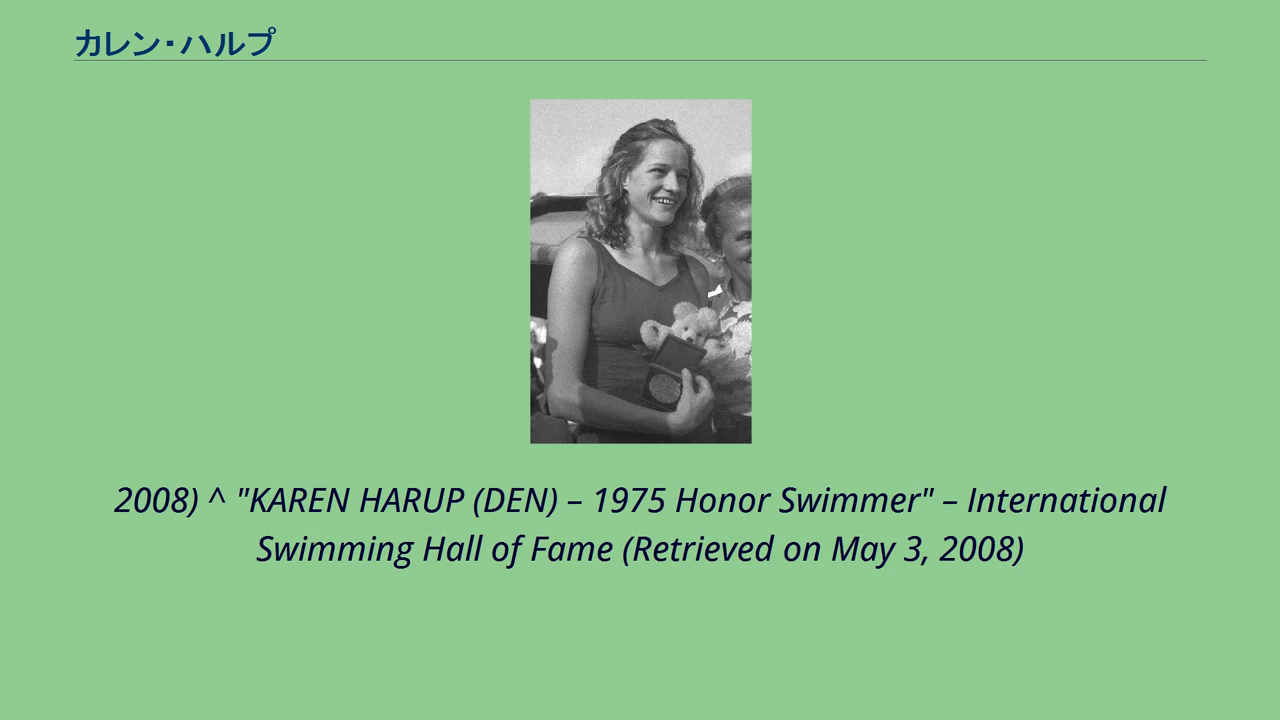 カレン・ハルプ
2008) ^ "KAREN HARUP (DEN) – 1975 Honor Swimmer" – International
Swimming Hall of Fame (Retrieved on May 3, 2008)